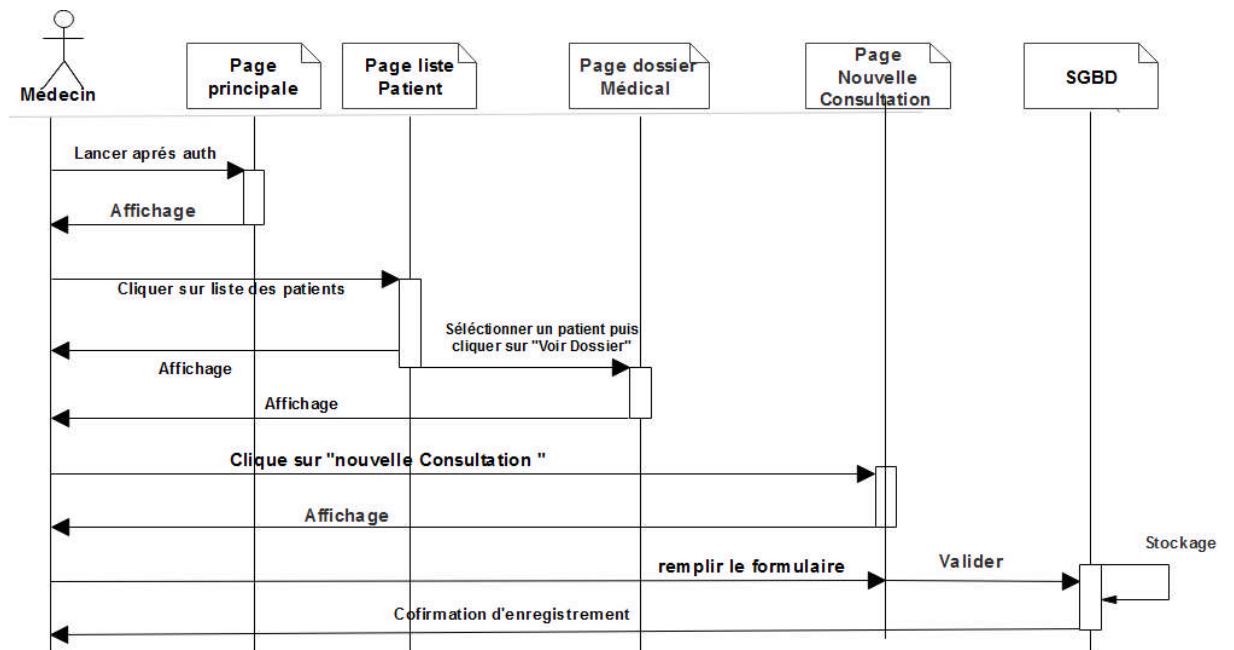 Médecin
Page
principale
Page liste
Patient
Page dossier
Médical
Page
Nouvelle
Consultation
SGBD
Lancer aprés auth
Affichage
Cliquer sur liste des patients
Séléctionner un patient puis
cliquer sur "Voir Dossier"
Affichage
Affichage
Clique sur "nouvelle Consultation "
Affichage
Stockage
remplir le formulaire
Valider
Cofirmation d'enregistrement